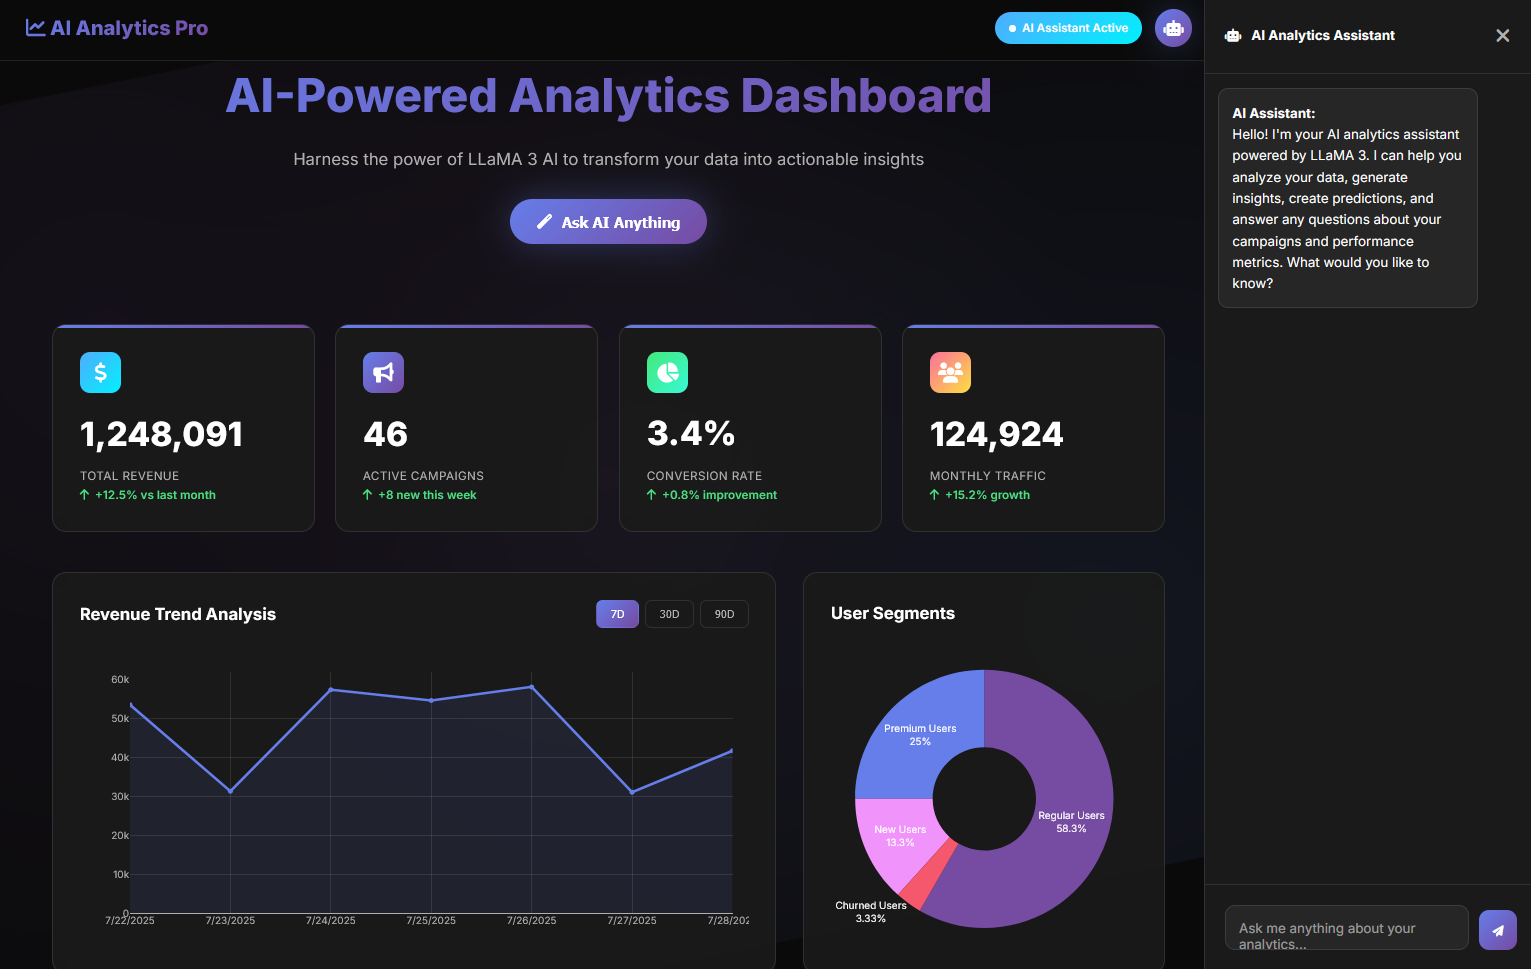 AI Analytics Pro
AI Assistant Active
AI-Powered Analytics Dashboard
Harness the power of LLaMA 3 AI to transform your data into actionable insights
Ask AI Anything
1,248,091
TOTAL REVENUE
+12.5% vs last month
46
ACTIVE CAMPAIGNS
+8 new this week
3.4%
CONVERSION RATE
+0.8% improvement
124,924
MONTHLY TRAFFIC
+15.2% growth
Revenue Trend Analysis
7D
30D
90D
60k
50k
40k
30k
20k
10k
0
7/22/2025
7/23/2025
7/24/2025
7/25/2025
7/26/2025
7/27/2025
7/28/202
User Segments
Premium Users
25%
Regular Users
58.3%
New Users
13.3%
Churned Users
3.33%
AI Analytics Assistant
AI Assistant:
Hello! I'm your AI analytics assistant
powered by LLaMA 3. I can help you
analyze your data, generate
insights, create predictions, and
answer any questions about your
campaigns and performance
metrics. What would you like to
know?
Ask me anything about your
analytics...